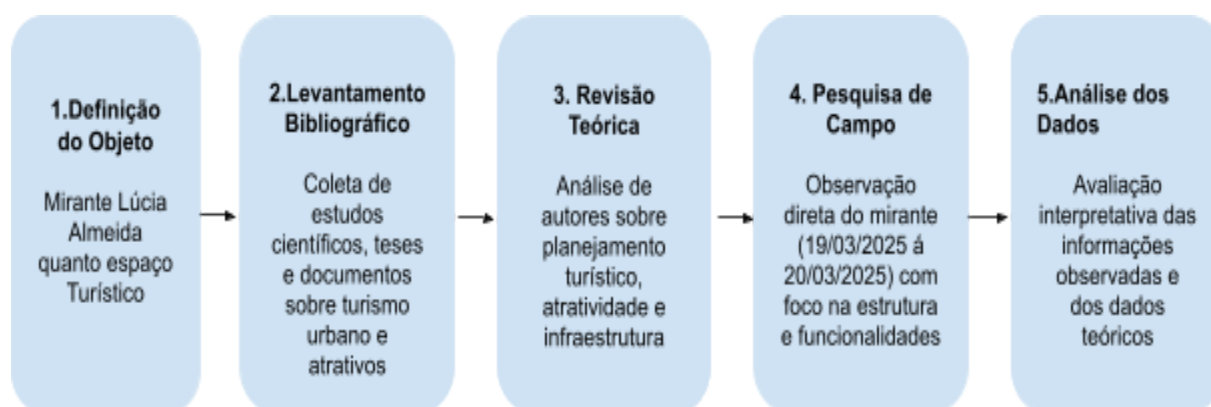 1.Definição
do Objeto
Mirante Lúcia
Almeida
quanto espaço
Turístico
2.Levantamento
Bibliográfico
Coleta de
estudos
científicos, teses
e documentos
sobre turismo
urbano e
atrativos
3. Revisão
Teórica
Análise de
autores sobre
planejamento
turístico,
atratividade e
infraestrutura
4. Pesquisa de
Campo
Observação
direta do mirante
(19/03/2025 á
20/03/2025) com
foco na estrutura
e funcionalidades
5.Análise dos
Dados
Avaliação
interpretativa das
informações
observadas e
dos dados
teóricos